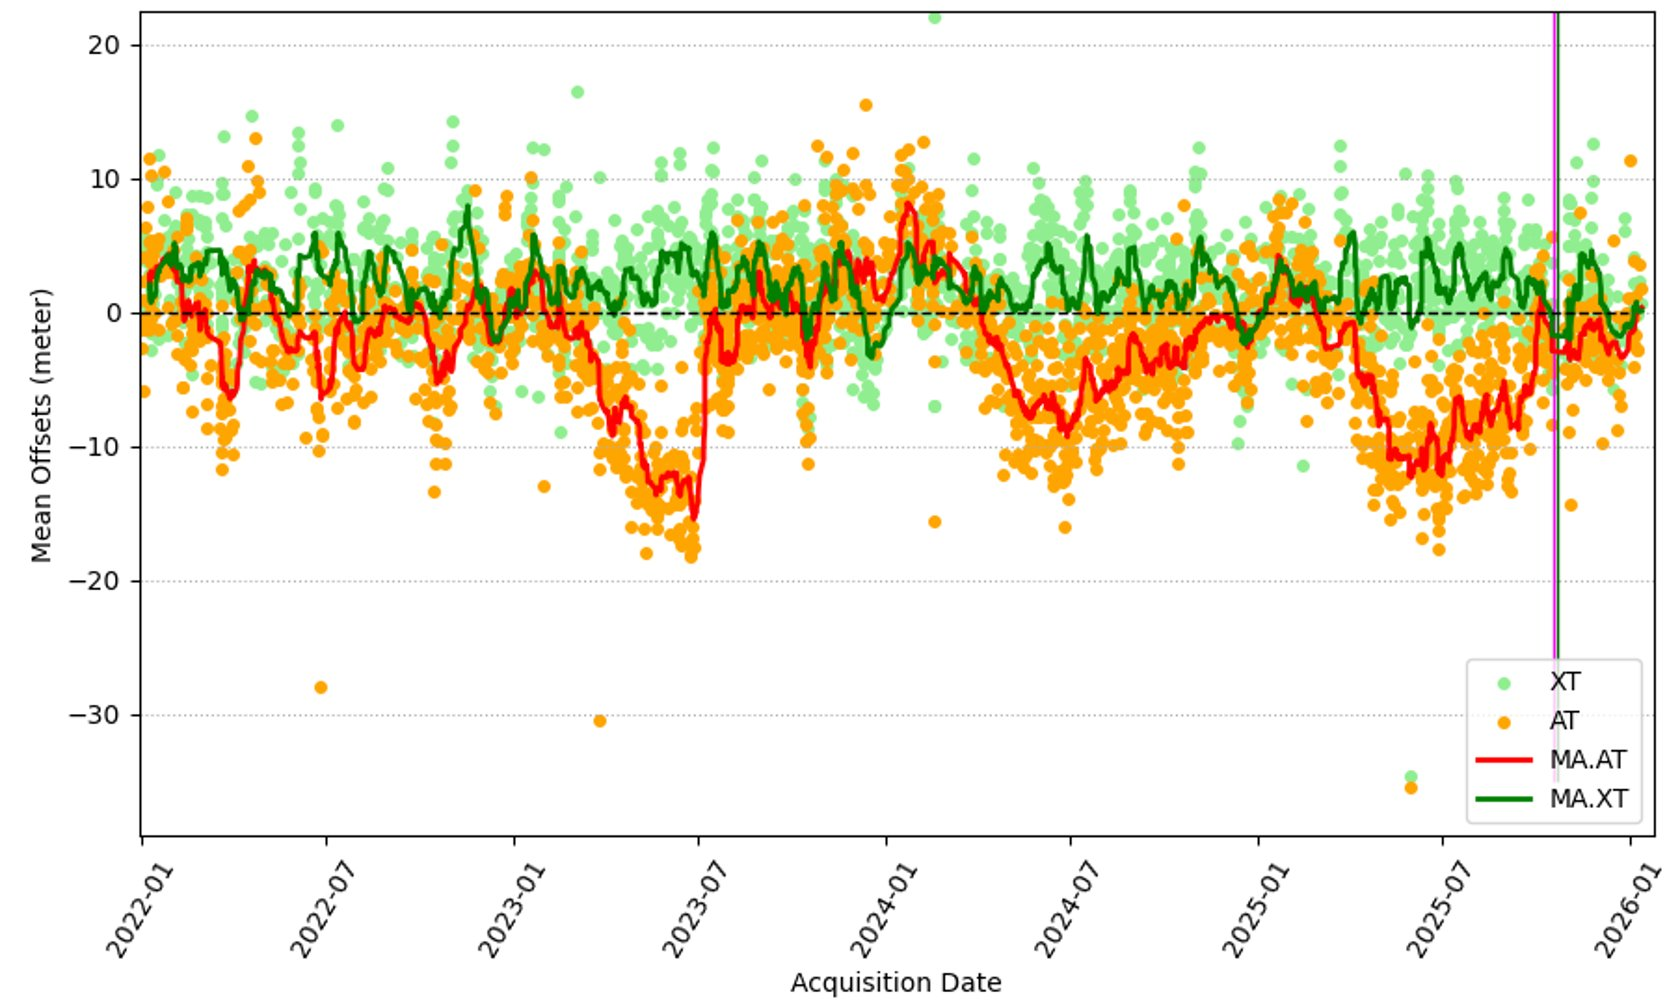 20
10
0
−10
−20
−30
Mean Offsets (meter)
XT
AT
MA.AT
MA.XT
2022-01
2022-07
2023-01
2023-07
2024-01
2024-07
2025-01
2025-07
2026-01
Acquisition Date